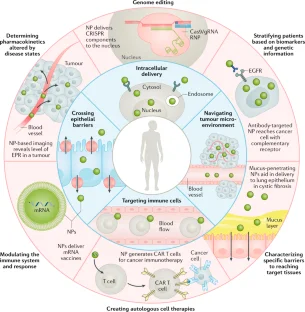 Genome editing
NP delivers
CRISPR
components
to the nucleus
Cas9/gRNA
RNP
Nucleus
Determining
pharmacokinetics
altered by
disease states
Stratifying patients
based on biomarkers
and genetic
information
Tumour
Intracellular
delivery
Cytosol
Endosome
Nucleus
EGFR
Blood
vessel
NP-based imaging
reveals level of
EPR in a tumour
Crossing
epithelial
barriers
Navigating
tumour micro-
environment
Antibody-targeted
NP reaches cancer
cell with
complementary
receptor
Mucus-penetrating
NPs aid in delivery
to lung epithelium
in cystic fibrosis
Blood
vessel
mRNA
Targeting immune cells
Blood
flow
Mucus
layer
NPs
NPs deliver
mRNA
vaccines
Modulating the
immune system
and response
NP generates CAR T cells
for cancer immunotherapy
Cancer
cell
T cell
CAR T
cell
Characterizing
specific barriers
to reaching
target tissues
Creating autologous cell therapies